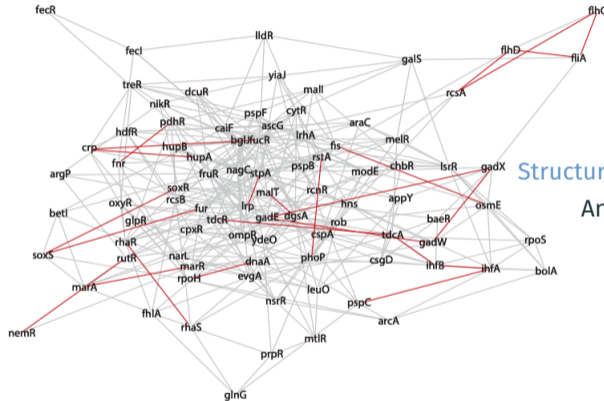 fecR
flhC
lldR
fecI
flhD
galS
fliA
yiaJ
treR
malI
dcuR
rcsA
nikR
pspF
cytR
pdhR
caiF
ascG
araC
hdfR
lrhA
melR
bglJfucR
crp
hupB
fis
rstA
fnr
hupA
nagC
stpA
pspB
chbR
lsrR
gadX
argP
fruR
modE
Structur
soxR
malT
rcnR
oxyR
rcsB
appY
osmE
betI
fur
lrp
hns
Ar
glpR
tdcR
gadE
dgsA
rob
baeR
cpxR
ompR
cspA
tdcA
rhaR
ydeO
gadW
rpoS
soxS
rutR
narL
phoP
csgD
marR
dnaA
ihfB
ihfA
bolA
rpoH
evgA
marA
leuO
nsrR
pspC
fhlA
arcA
nemR
rhaS
mtlR
prpR
glnG